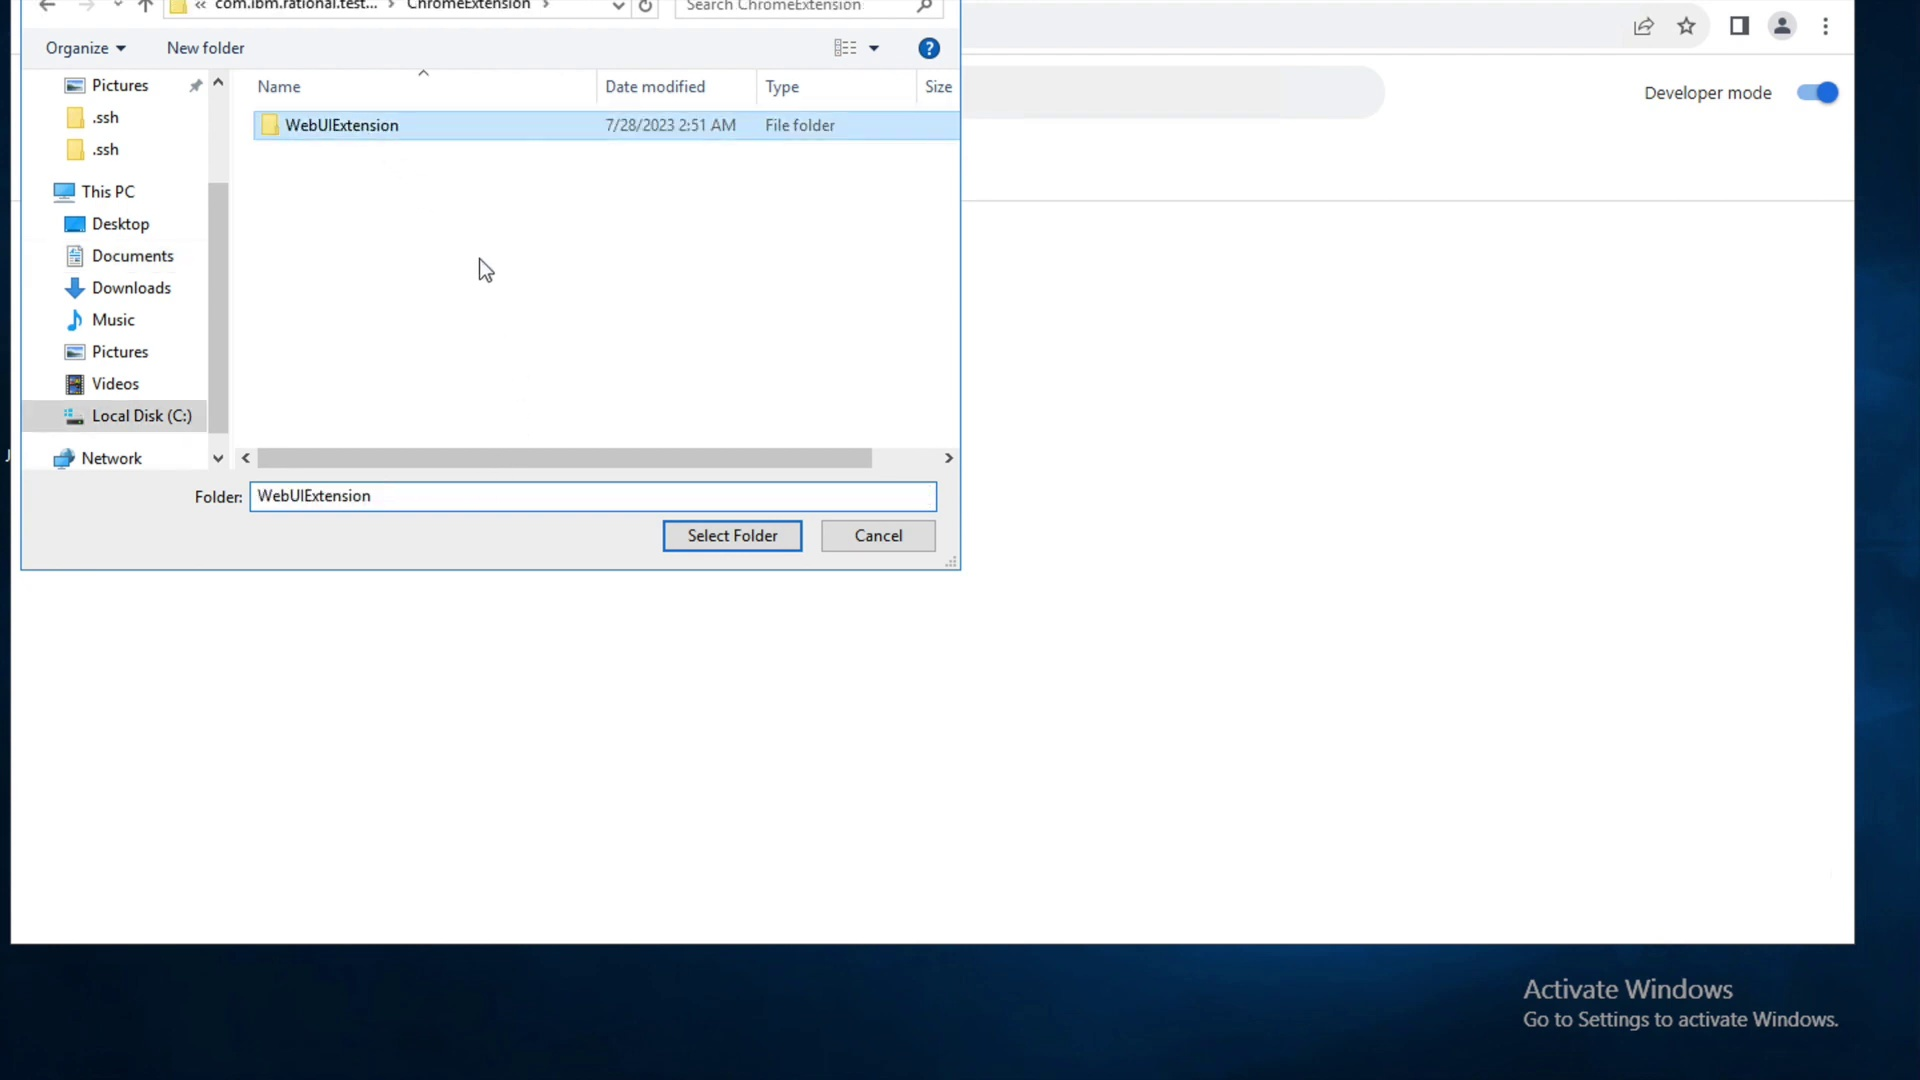 « com.ibm.rational.test... > ChromeExtension >
Search ChromeExtension
Organize
New folder
Name
Date modified
Type
Size
Pictures
.ssh
.ssh
This PC
Desktop
Documents
Downloads
Music
Pictures
Videos
Local Disk (C:)
Network
WebUIExtension
7/28/2023 2:51 AM
File folder
Folder: WebUIExtension
Select Folder
Cancel
Developer mode
Activate Windows
Go to Settings to activate Windows.